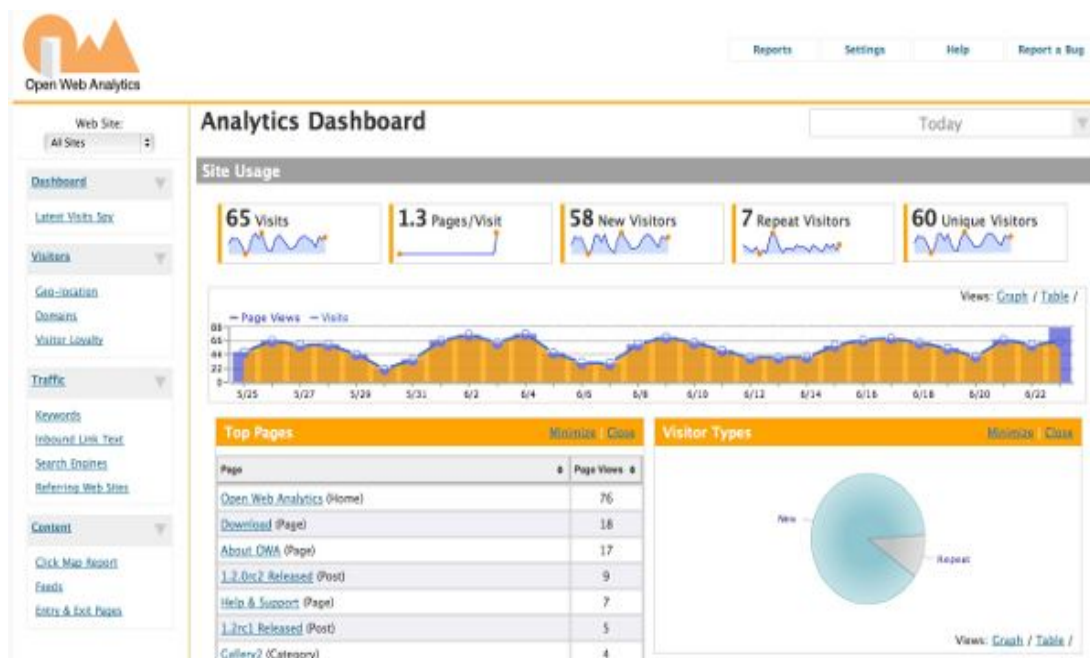 Open Web Analytics
Reports Settings Help Report a Bug
Web Site:
All Sites
Dashboard
Latest Visits Spy
Visitors
Geo-location
Domains
Visitor Loyalty
Traffic
Keywords
Inbound Link Text
Search Engines
Referring Web Sites
Content
Click Map Report
Feeds
Entry & Exit Pages
Analytics Dashboard
Today
Site Usage
65 Visits
1.3 Pages/Visit
58 New Visitors
7 Repeat Visitors
60 Unique Visitors
Views: Graph / Table /
Page Views Visits
88
66
44
22
0
5/25 5/27 5/29 5/31 6/2 6/4 6/6 6/8 6/10 6/12 6/14 6/16 6/18 6/20 6/22
Top Pages Minimize | Close
Page Page Views
Open Web Analytics (Home) 76
Download (Page) 18
About OWA (Page) 17
1.2.0rc2 Released (Post) 9
Help & Support (Page) 7
1.2rc1 Released (Post) 5
Gallery2 (Category) 4
Visitor Types Minimize | Close
New
Repeat
Views: Graph / Table /